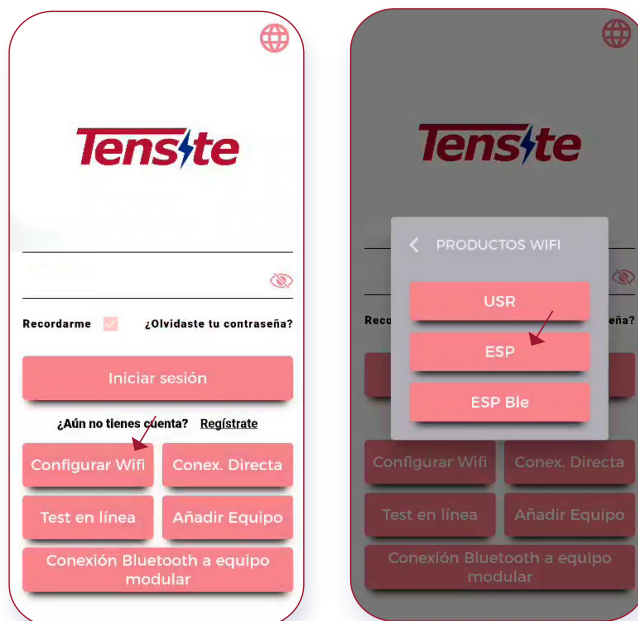 Tensite
Recordarme ¿Olvidaste tu contraseña?
Iniciar sesión
¿Aún no tienes cuenta? Regístrate
Configurar Wifi Conex. Directa
Test en línea Añadir Equipo
Conexión Bluetooth a equipo
modular
Tensite
PRODUCTOS WIFI
USR
Reco eña?
ESP
ESP Ble
Configurar Wifi Conex. Directa
Test en línea Añadir Equipo
Conexión Bluetooth a equipo
modular